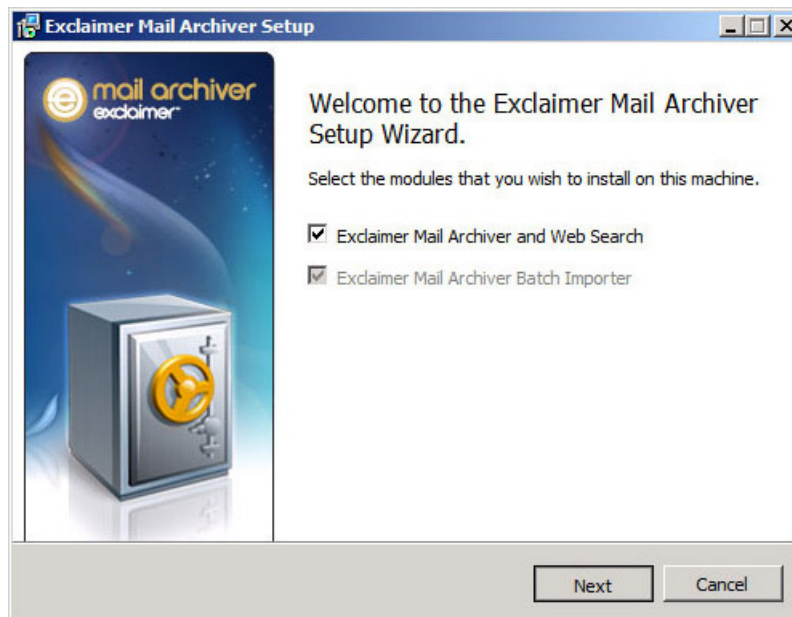 Exclaimer Mail Archiver Setup
mail archiver
exclaimer™
Welcome to the Exclaimer Mail Archiver
Setup Wizard.
Select the modules that you wish to install on this machine.
Exclaimer Mail Archiver and Web Search
Exclaimer Mail Archiver Batch Importer
Next
Cancel